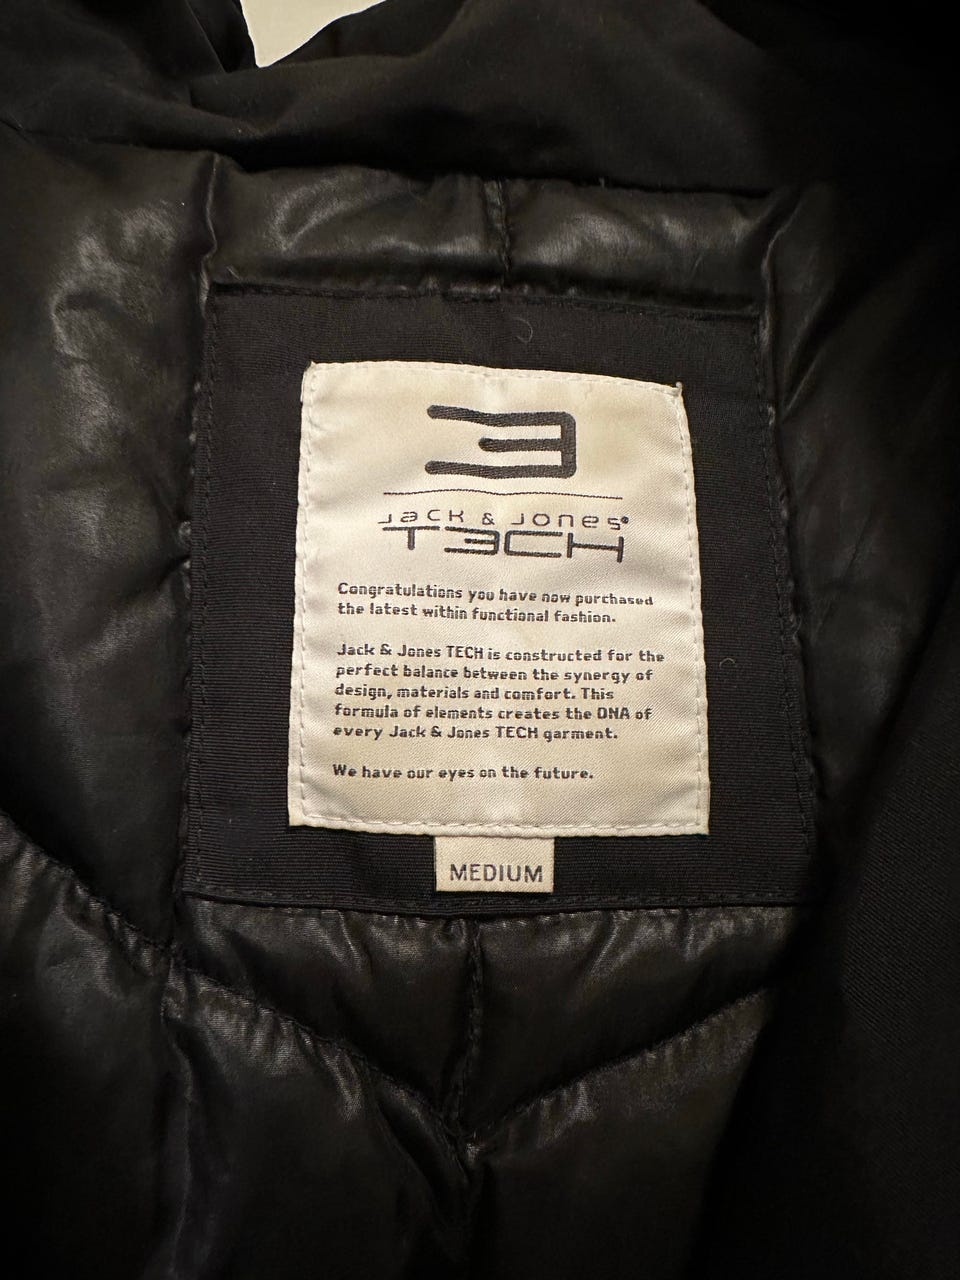 Jack & Jones®
TECH
Congratulations you have now purchased
the latest within functional fashion.
Jack & Jones TECH is constructed for the
perfect balance between the synergy of
design, materials and comfort. This
formula of elements creates the DNA of
every Jack & Jones TECH garment.
We have our eyes on the future.
MEDIUM